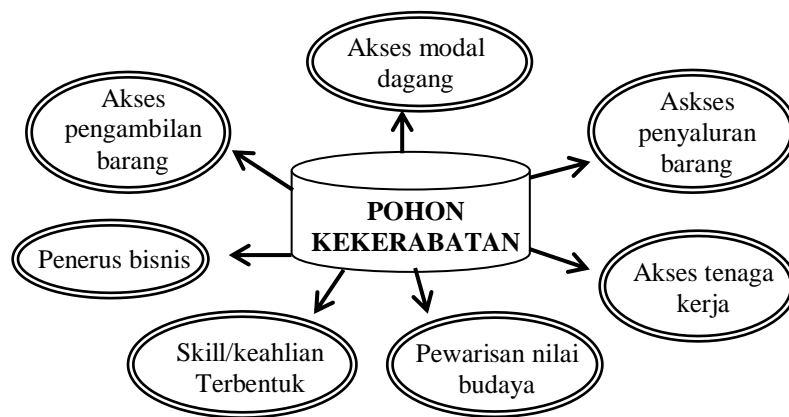 Akses modal
dagang
Akses
pengambilan
barang
Askses
penyaluran
barang
POHON
KEKERABATAN
Penerus bisnis
Akses tenaga
kerja
Skill/keahlian
Terbentuk
Pewarisan nilai
budaya